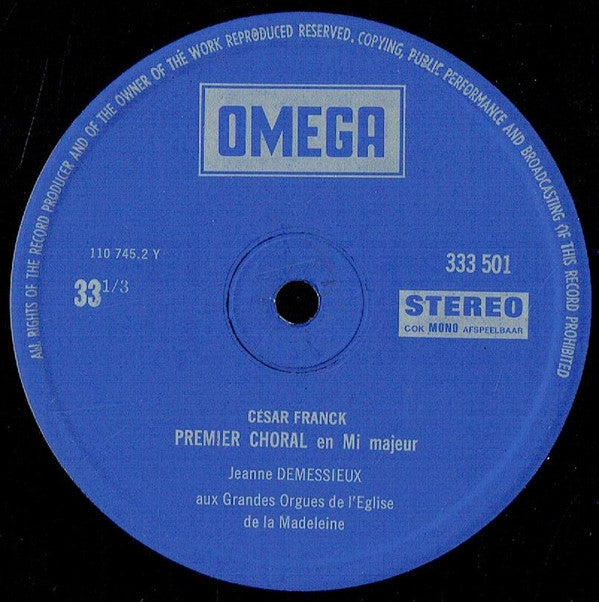 ALL RIGHTS OF THE RECORD PRODUCER AND OF THE OWNER OF THE WORK REPRODUCED RESERVED. COPYING, PUBLIC PERFORMANCE AND BROADCASTING OF THIS RECORD PROHIBITED
OMEGA
110 745.2 Y
333 501
33 1/3
STEREO
OOK MONO AFSPEELBAAR
CÉSAR FRANCK
PREMIER CHORAL en Mi majeur
Jeanne DEMESSIEUX
aux Grandes Orgues de l'Eglise
de la Madeleine